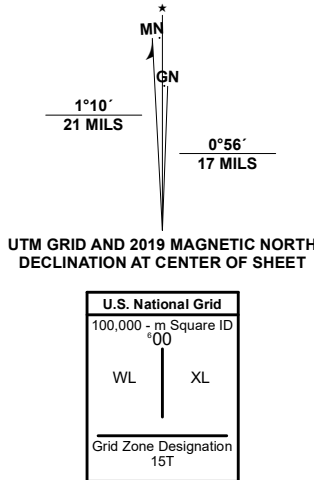 ★
MN
GN
1°10´
21 MILS
0°56´
17 MILS
UTM GRID AND 2019 MAGNETIC NORTH
DECLINATION AT CENTER OF SHEET
U.S. National Grid
100,000 - m Square ID
⁶00
WL XL
Grid Zone Designation
15T